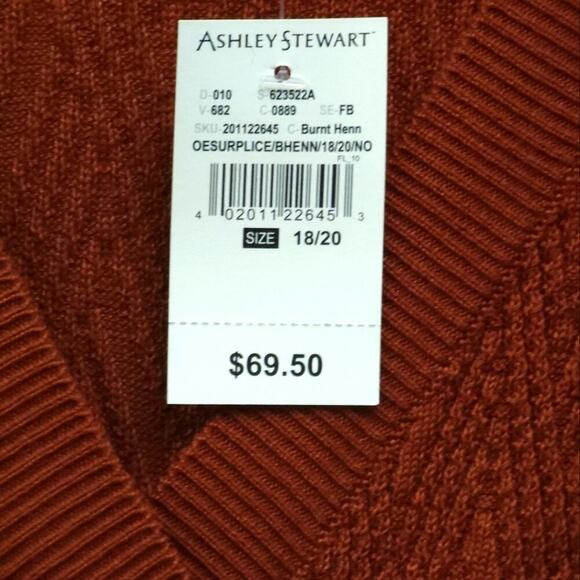 ASHLEY STEWART™
D-010 S-623522A
V-682 C-0889 SE-FB
SKU-201122645 C-Burnt Henn
OESURPLICE/BHENN/18/20/NO
FL_10
4 02011 22645 3
SIZE 18/20
$69.50